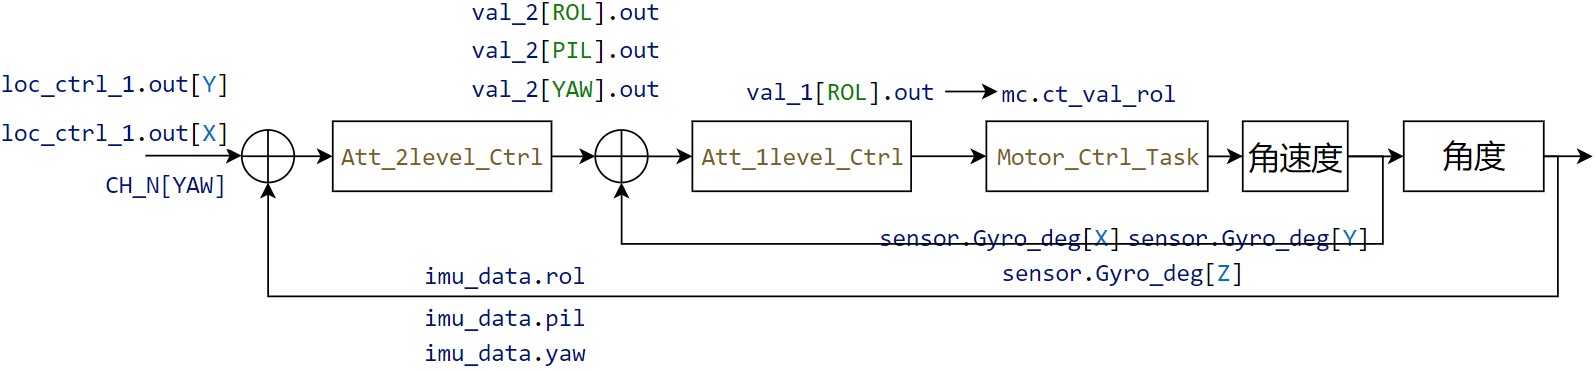 val_2[ROL].out
val_2[PIL].out
val_2[YAW].out
loc_ctrl_1.out[Y]
val_1[ROL].out
mc.ct_val_rol
loc_ctrl_1.out[X]
CH_N[YAW]
Att_2level_Ctrl
Att_1level_Ctrl
Motor_Ctrl_Task
角速度
角度
sensor.Gyro_deg[X] sensor.Gyro_deg[Y]
sensor.Gyro_deg[Z]
imu_data.rol
imu_data.pil
imu_data.yaw